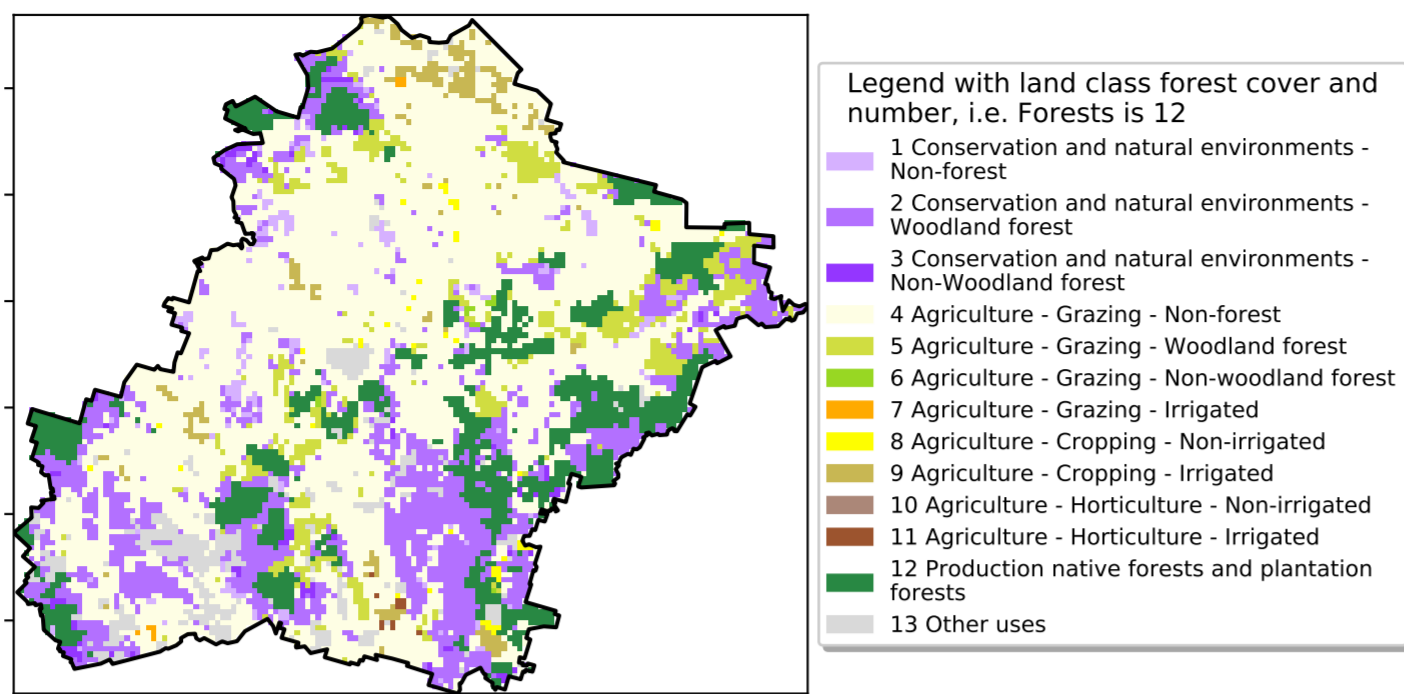 Legend with land class forest cover and
number, i.e. Forests is 12
1 Conservation and natural environments -
Non-forest
2 Conservation and natural environments -
Woodland forest
3 Conservation and natural environments -
Non-Woodland forest
4 Agriculture - Grazing - Non-forest
5 Agriculture - Grazing - Woodland forest
6 Agriculture - Grazing - Non-woodland forest
7 Agriculture - Grazing - Irrigated
8 Agriculture - Cropping - Non-irrigated
9 Agriculture - Cropping - Irrigated
10 Agriculture - Horticulture - Non-irrigated
11 Agriculture - Horticulture - Irrigated
12 Production native forests and plantation
forests
13 Other uses